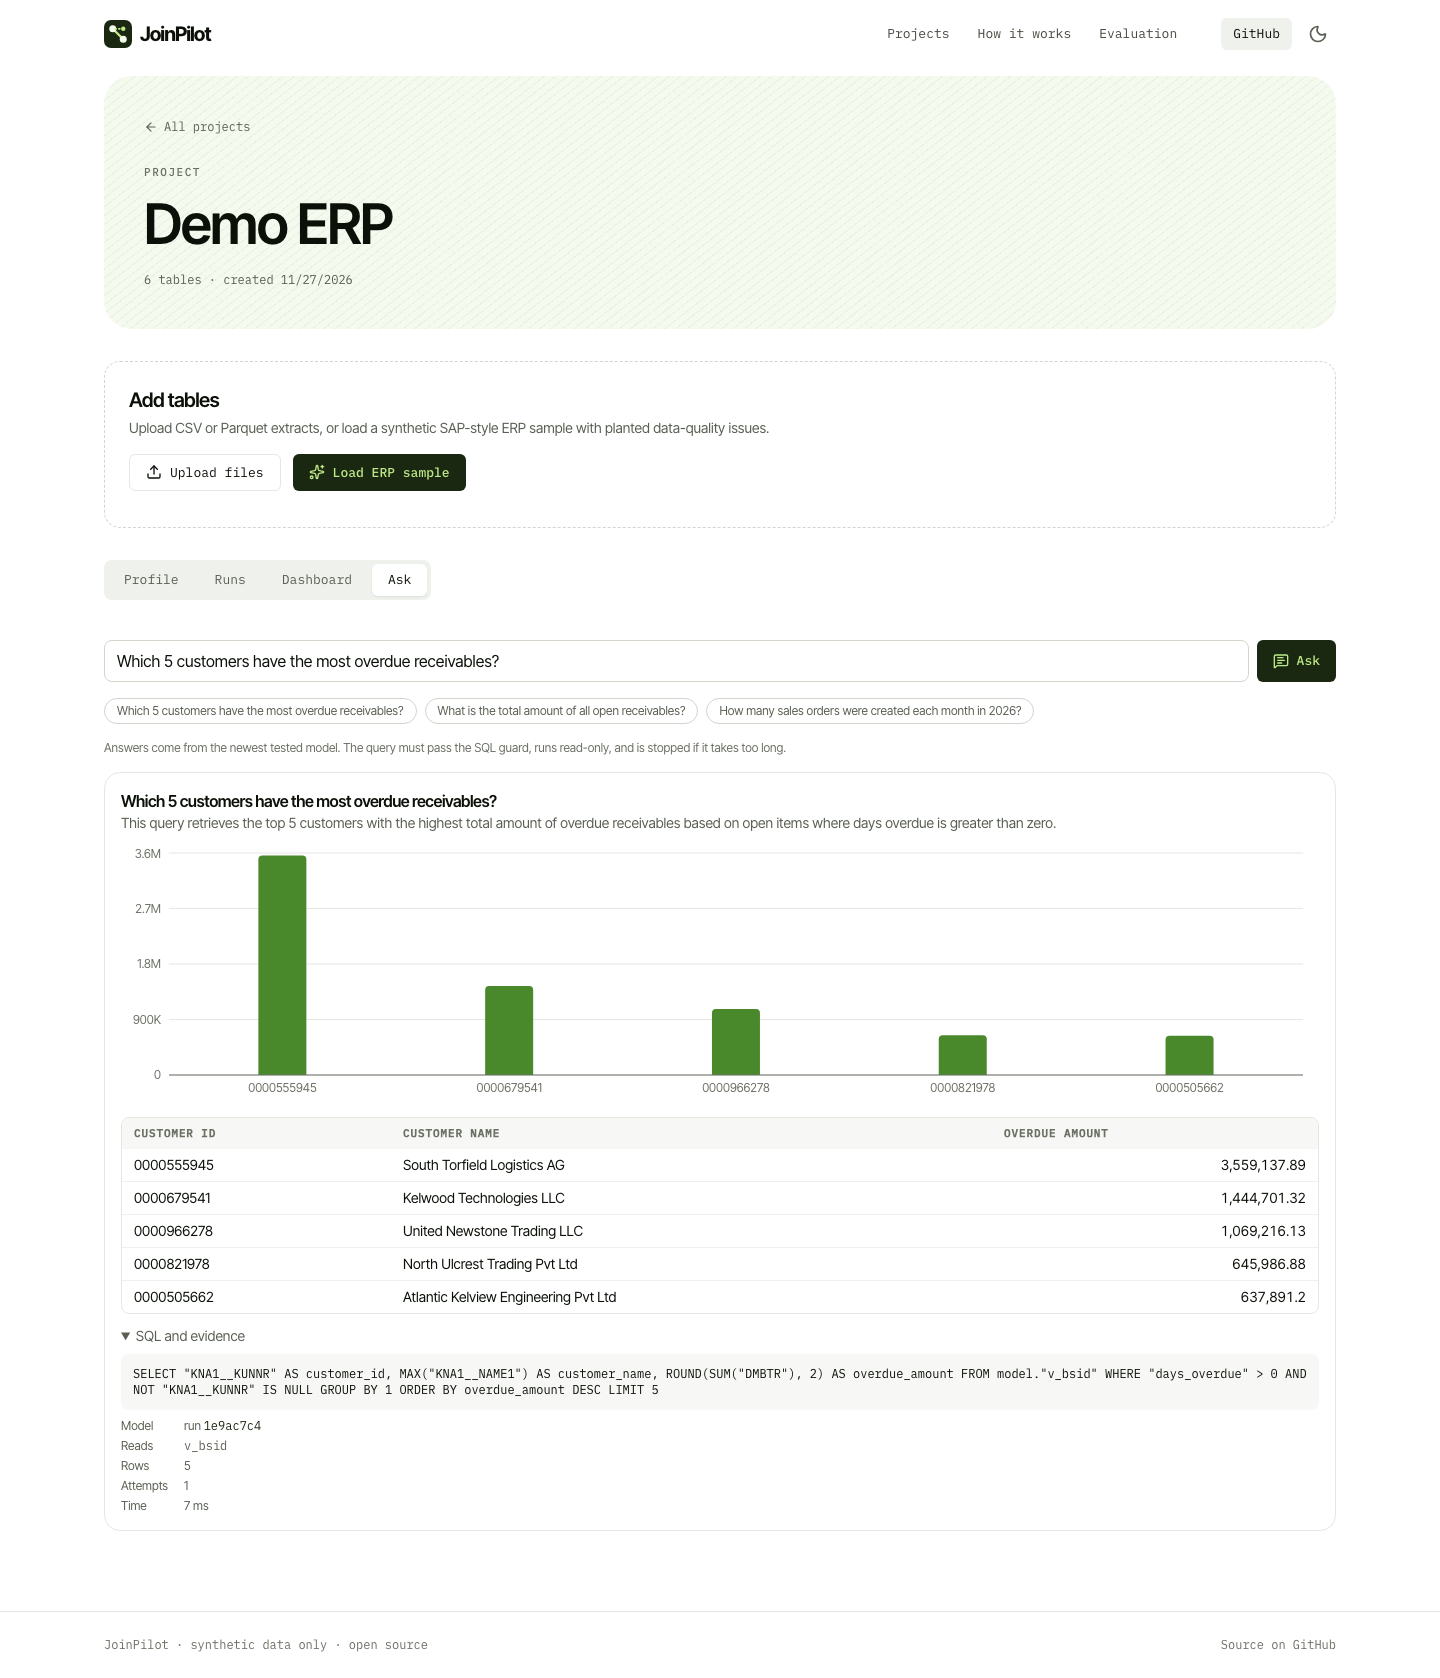 JoinPilot
Projects
How it works
Evaluation
GitHub
All projects
PROJECT
Demo ERP
6 tables · created 11/27/2026
Add tables
Upload CSV or Parquet extracts, or load a synthetic SAP-style ERP sample with planted data-quality issues.
Upload files
Load ERP sample
Profile
Runs
Dashboard
Ask
Which 5 customers have the most overdue receivables?
Ask
Which 5 customers have the most overdue receivables?
What is the total amount of all open receivables?
How many sales orders were created each month in 2026?
Answers come from the newest tested model. The query must pass the SQL guard, runs read-only, and is stopped if it takes too long.
Which 5 customers have the most overdue receivables?
This query retrieves the top 5 customers with the highest total amount of overdue receivables based on open items where days overdue is greater than zero.
3.6M
2.7M
1.8M
900K
0
0000555945
0000679541
0000966278
0000821978
0000505662
CUSTOMER ID CUSTOMER NAME OVERDUE AMOUNT
0000555945 South Torfield Logistics AG 3,559,137.89
0000679541 Kelwood Technologies LLC 1,444,701.32
0000966278 United Newstone Trading LLC 1,069,216.13
0000821978 North Ulcrest Trading Pvt Ltd 645,986.88
0000505662 Atlantic Kelview Engineering Pvt Ltd 637,891.2
SQL and evidence
SELECT "KNA1__KUNNR" AS customer_id, MAX("KNA1__NAME1") AS customer_name, ROUND(SUM("DMBTR"), 2) AS overdue_amount FROM model."v_bsid" WHERE "days_overdue" > 0 AND
NOT "KNA1__KUNNR" IS NULL GROUP BY 1 ORDER BY overdue_amount DESC LIMIT 5
Model run 1e9ac7c4
Reads v_bsid
Rows 5
Attempts 1
Time 7 ms
JoinPilot · synthetic data only · open source
Source on GitHub